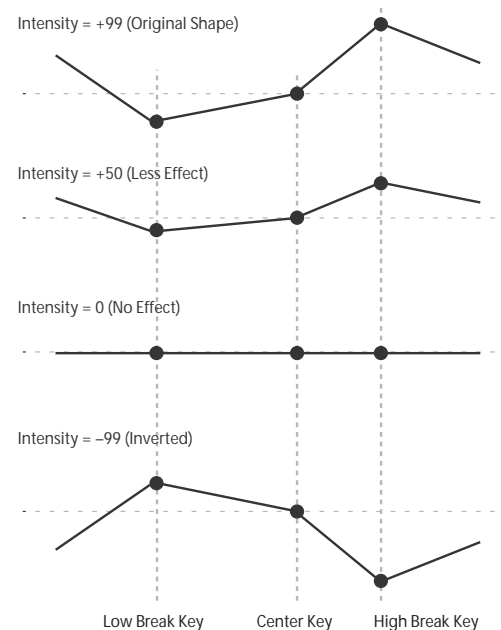 Intensity = +99 (Original Shape)
Intensity = +50 (Less Effect)
Intensity = 0 (No Effect)
Intensity = –99 (Inverted)
Low Break Key Center Key High Break Key